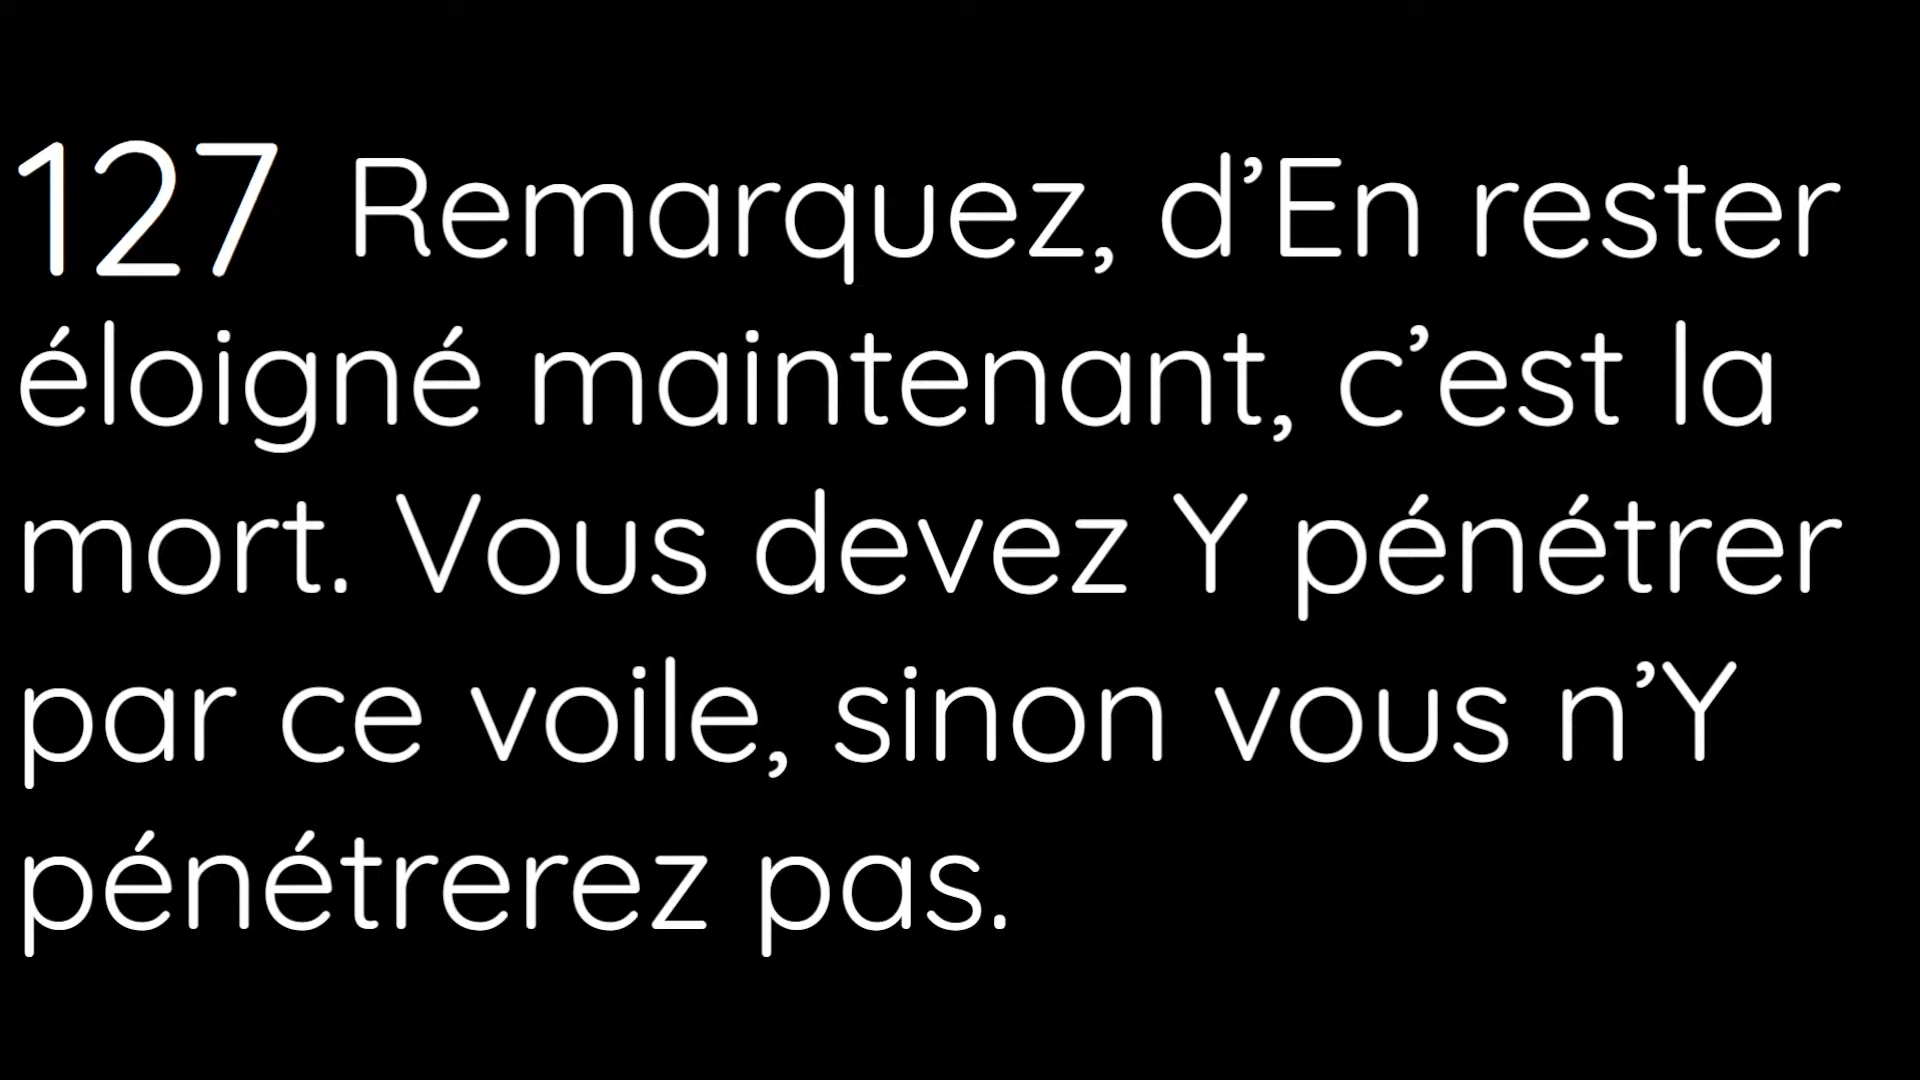 127 Remarquez, d’En rester
éloigné maintenant, c’est la
mort. Vous devez Y pénétrer
par ce voile, sinon vous n’Y
pénétrerez pas.